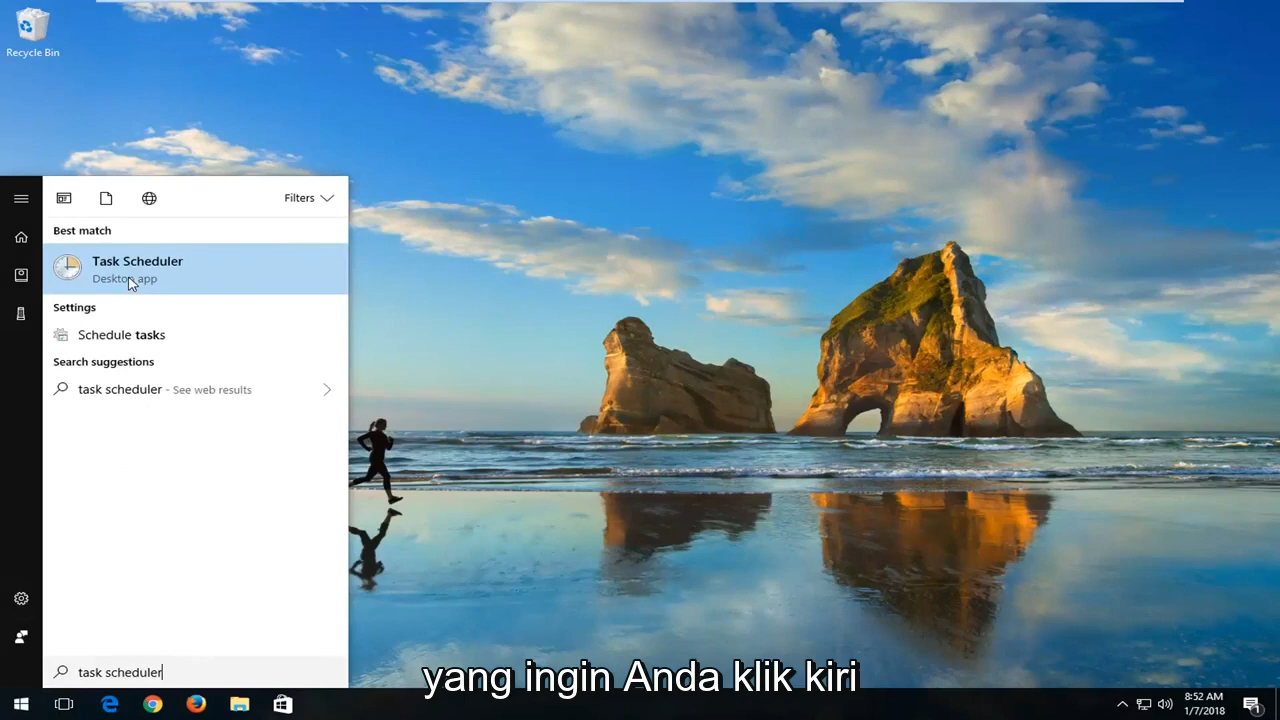 Recycle Bin
Filters
Best match
Task Scheduler
Desktop app
Settings
Schedule tasks
Search suggestions
task scheduler - See web results
task scheduler
yang ingin Anda klik kiri
8:52 AM
1/7/2018
1